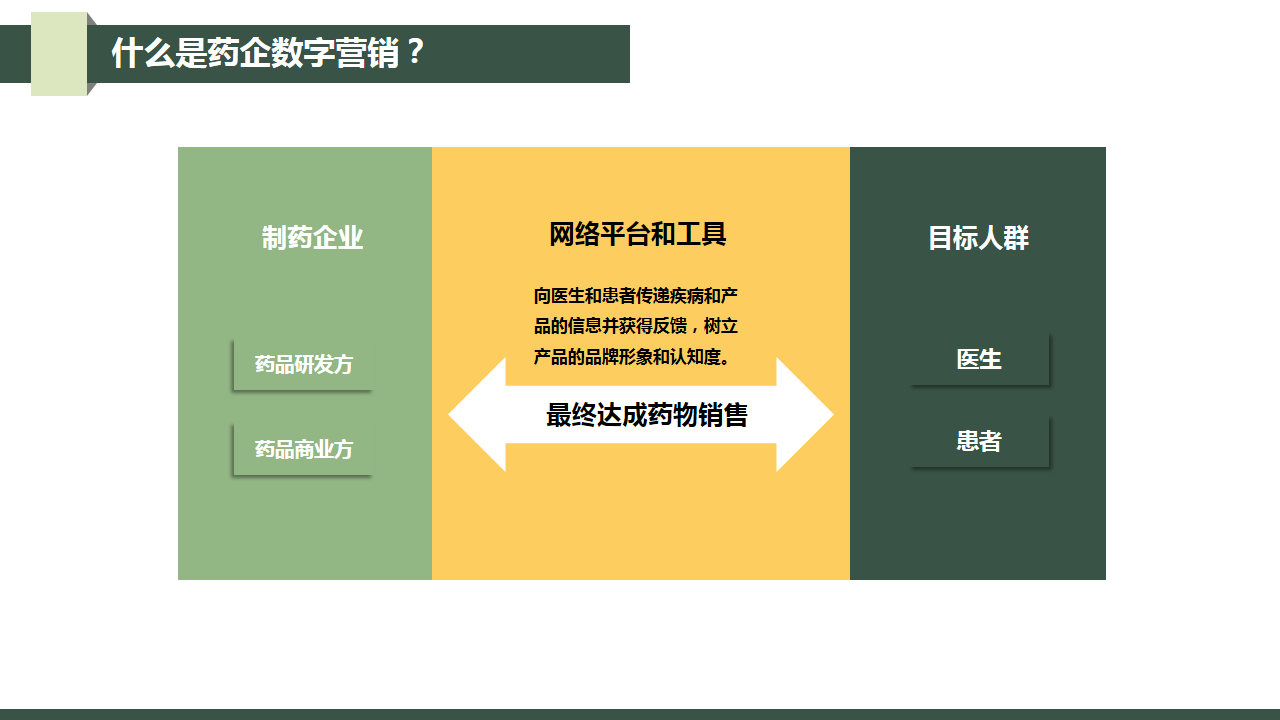 什么是药企数字营销？
制药企业
药品研发方
药品商业方
网络平台和工具
向医生和患者传递疾病和产
品的信息并获得反馈，树立
产品的品牌形象和认知度。
最终达成药物销售
目标人群
医生
患者